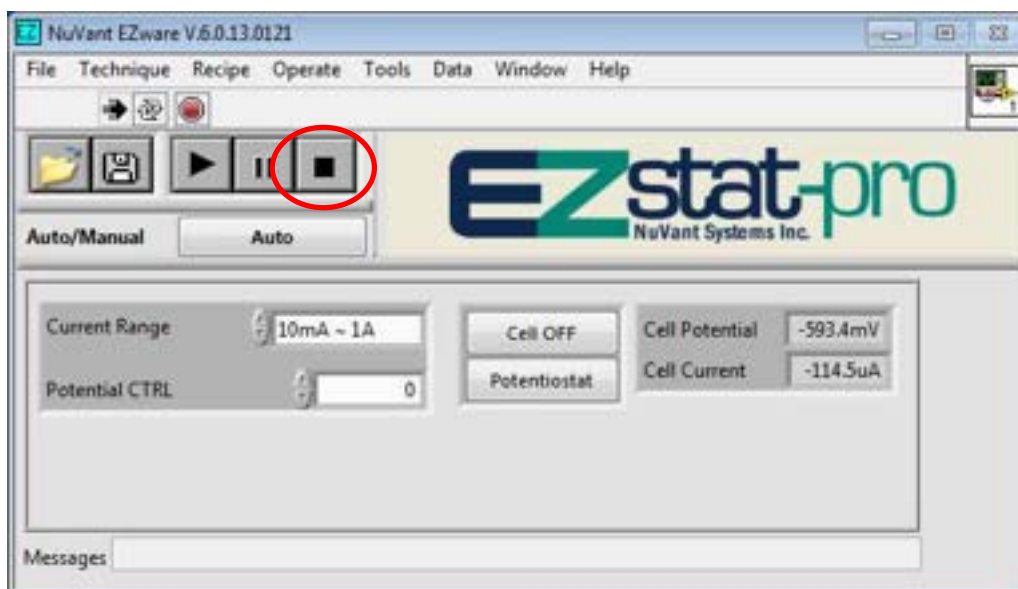 NuVant EZware V.6.0.13.0121
File Technique Recipe Operate Tools Data Window Help
EZstat-pro
NuVant Systems Inc.
Auto/Manual Auto
Current Range 10mA ~ 1A Cell OFF Cell Potential -593.4mV
Potential CTRL 0 Potentiostat Cell Current -114.5uA
Messages